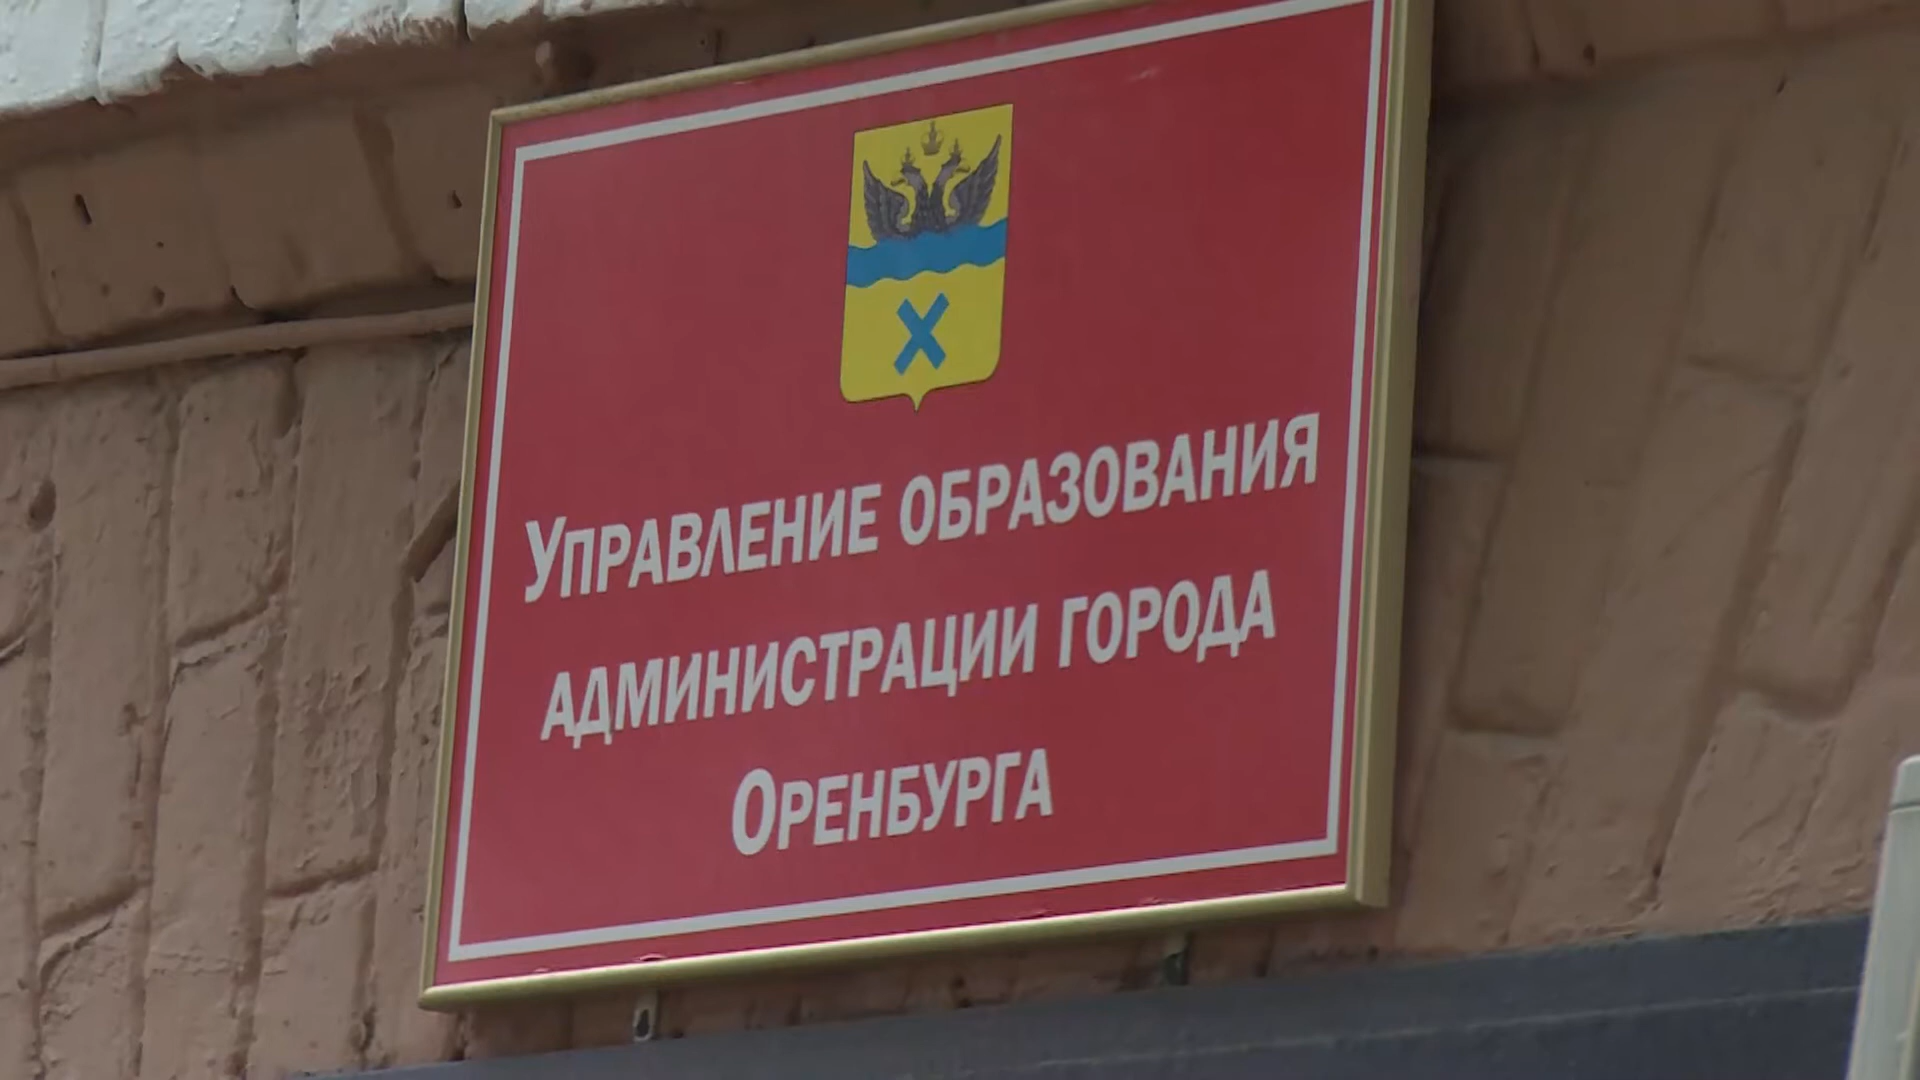 Управление образования
администрации города
Оренбурга